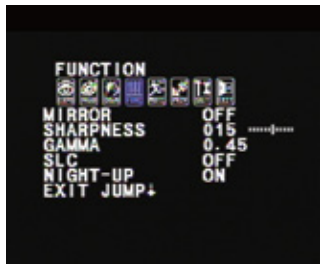 FUNCTION
MIRROR OFF
SHARPNESS 015
GAMMA 0.45
SLC OFF
NIGHT-UP ON
EXIT JUMP↓